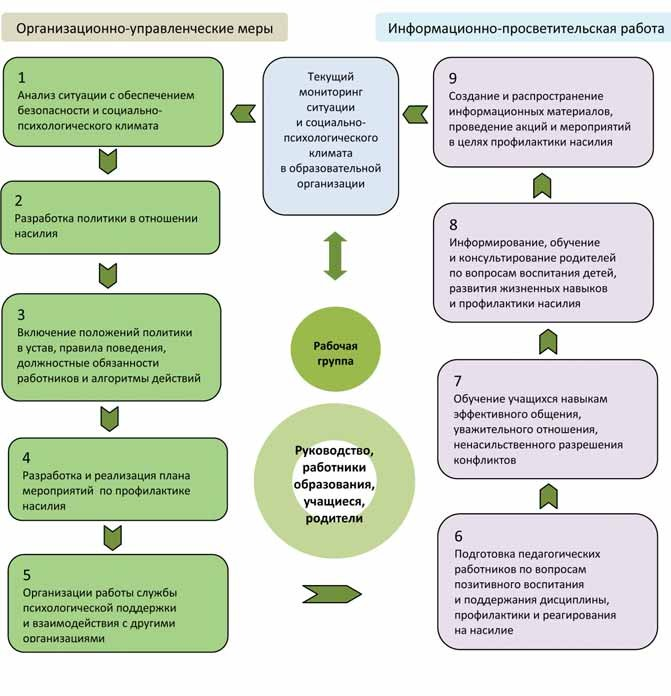 Организационно-управленческие меры
Информационно-просветительская работа
1
Анализ ситуации с обеспечением
безопасности и социально-
психологического климата
2
Разработка политики в отношении
насилия
3
Включение положений политики
в устав, правила поведения,
должностные обязанности
работников и алгоритмы действий
4
Разработка и реализация плана
мероприятий по профилактике
насилия
5
Организации работы службы
психологической поддержки
и взаимодействия с другими
организациями
Текущий
мониторинг
ситуации
и социально-
психологического
климата
в образовательной
организации
Рабочая
группа
Руководство,
работники
образования,
учащиеся,
родители
9
Создание и распространение
информационных материалов,
проведение акций и мероприятий
в целях профилактики насилия
8
Информирование, обучение
и консультирование родителей
по вопросам воспитания детей,
развития жизненных навыков
и профилактики насилия
7
Обучение учащихся навыкам
эффективного общения,
уважительного отношения,
ненасильственного разрешения
конфликтов
6
Подготовка педагогических
работников по вопросам
позитивного воспитания
и поддержания дисциплины,
профилактики и реагирования
на насилие